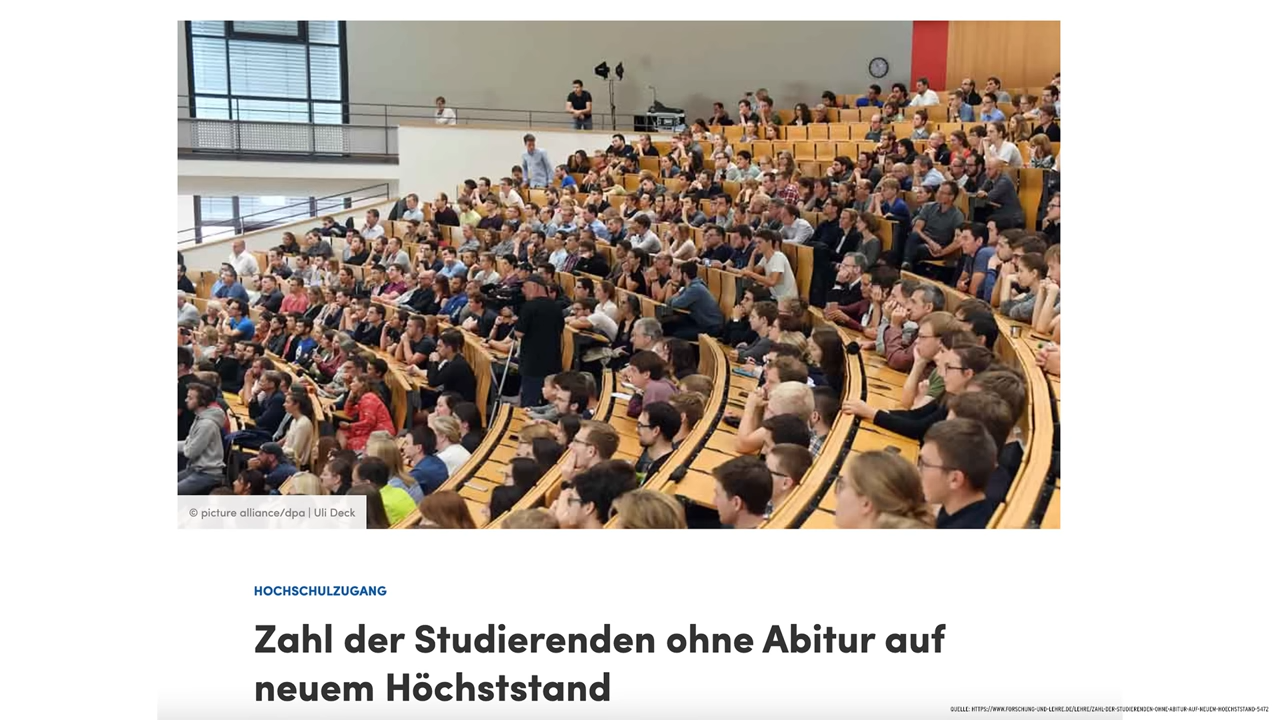 © picture alliance/dpa | Uli Deck
HOCHSCHULZUGANG
Zahl der Studierenden ohne Abitur auf
neuem Höchststand
QUELLE: HTTPS://WWW.FORSCHUNG-UND-LEHRE.DE/LEHRE/ZAHL-DER-STUDIERENDEN-OHNE-ABITUR-AUF-NEUEM-HOECHSTSTAND-5472